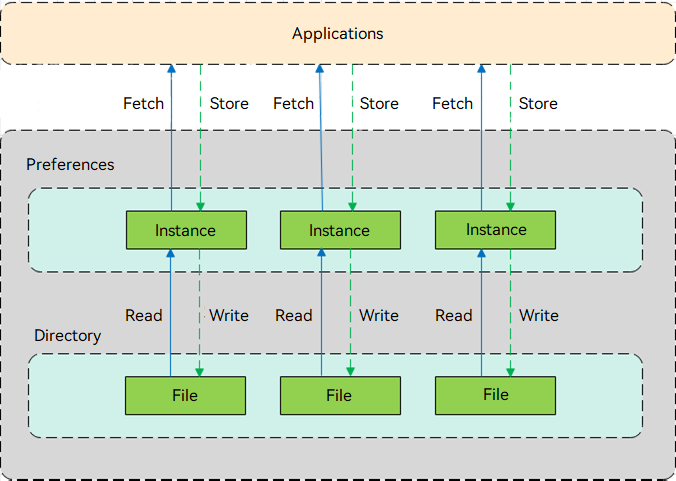 Applications
Fetch Store Fetch Store Fetch Store
Preferences
Instance Instance Instance
Read Write Read Write Read Write
Directory
File File File